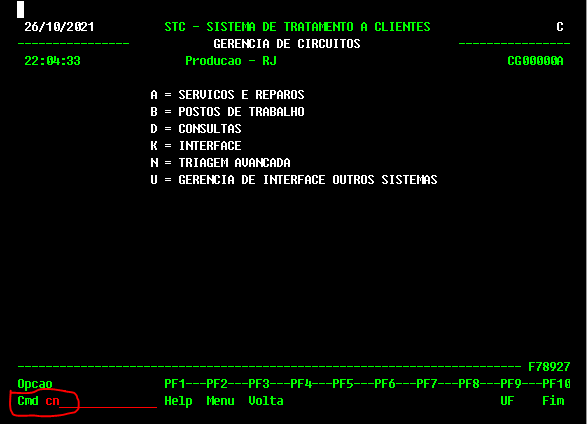 26/10/2021 STC - SISTEMA DE TRATAMENTO A CLIENTES C
---------------- GERENCIA DE CIRCUITOS ----------------
22:04:33 Producao - RJ CG00000A
A = SERVICOS E REPAROS
B = POSTOS DE TRABALHO
D = CONSULTAS
K = INTERFACE
N = TRIAGEM AVANCADA
U = GERENCIA DE INTERFACE OUTROS SISTEMAS
------------------------------------------------------------------------ F78927
Opcao PF1---PF2---PF3---PF4---PF5---PF6---PF7---PF8---PF9---PF10
Cmd cn______________ Help Menu Volta UF Fim